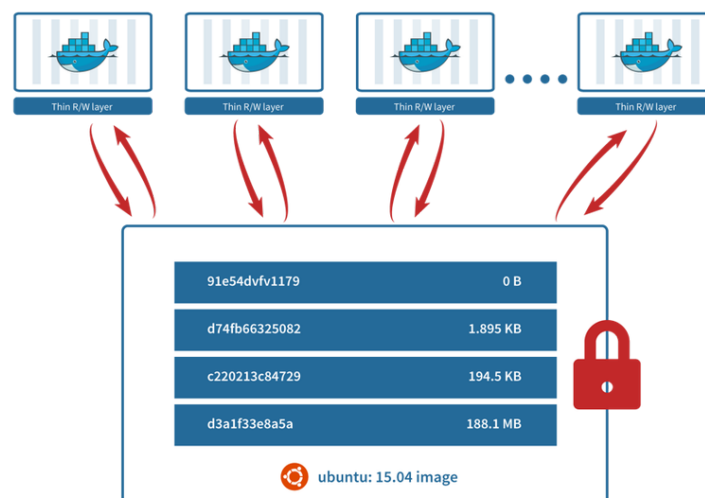 Thin R/W layer
Thin R/W layer
Thin R/W layer
Thin R/W layer
91e54dvfv1179 0 B
d74fb66325082 1.895 KB
c220213c84729 194.5 KB
d3a1f33e8a5a 188.1 MB
ubuntu: 15.04 image